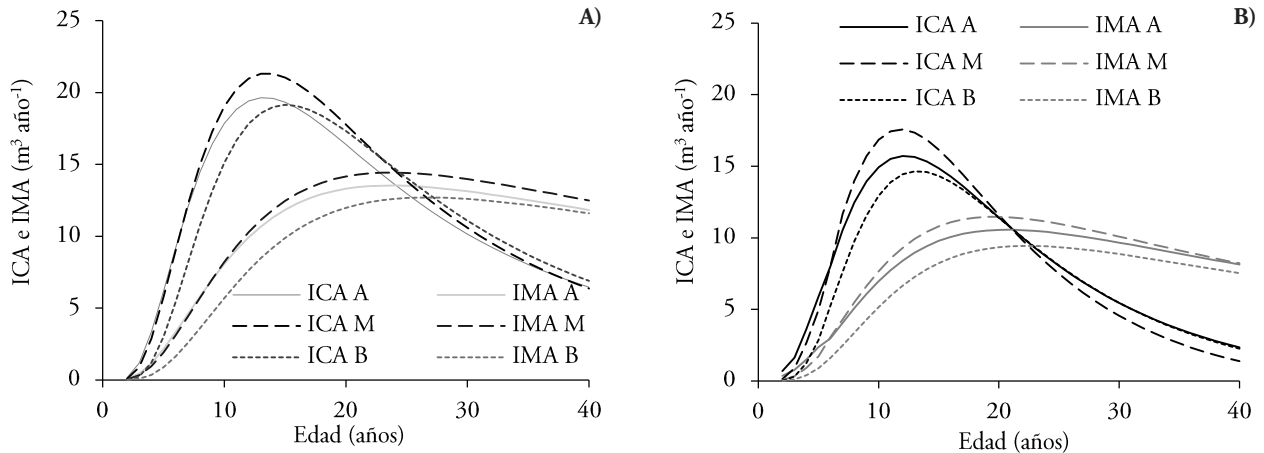 A)
25
20
15
10
5
0
ICA e IMA (m³ año⁻¹)
ICA A
IMA A
ICA M
IMA M
ICA B
IMA B
0 10 20 30 40
Edad (años)
B)
25
20
15
10
5
0
ICA e IMA (m³ año⁻¹)
ICA A
IMA A
ICA M
IMA M
ICA B
IMA B
0 10 20 30 40
Edad (años)